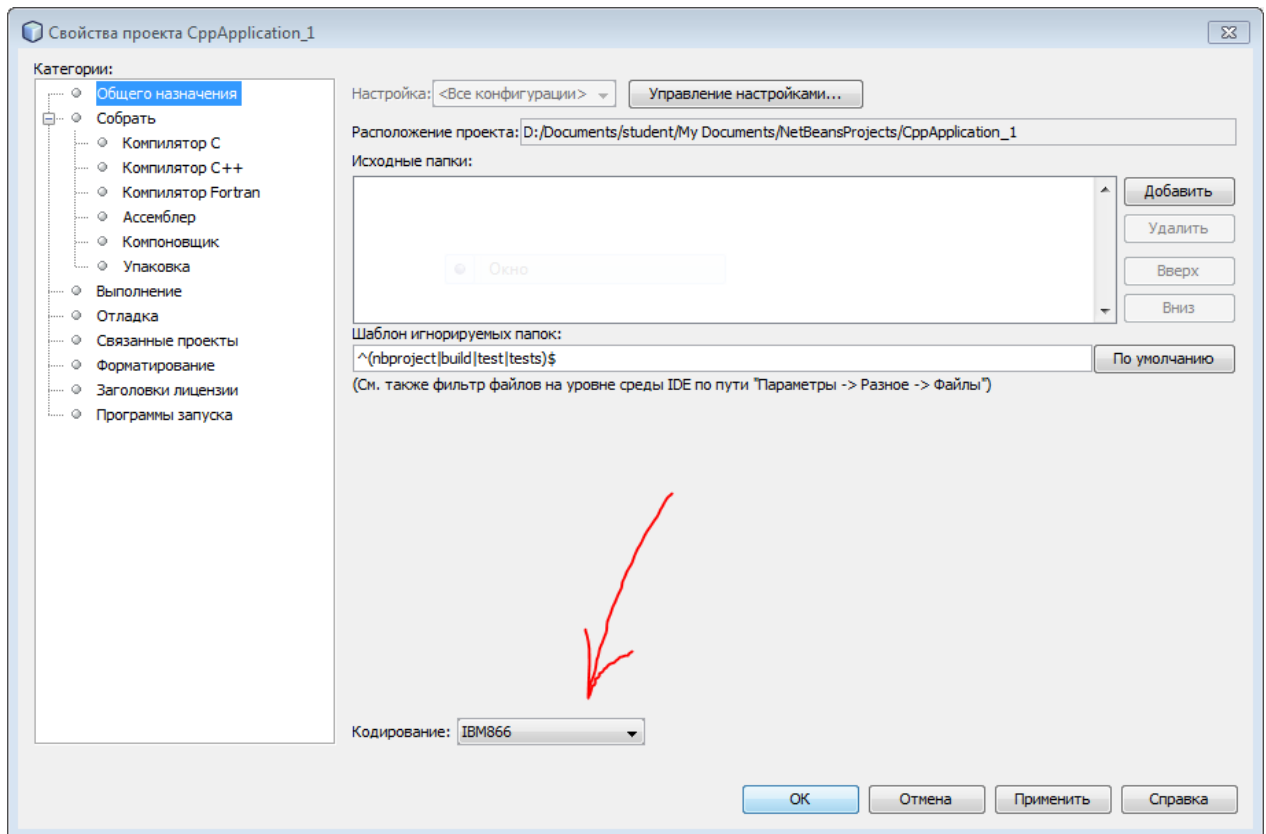 Свойства проекта CppApplication_1
Категории:
Общего назначения
Собрать
Компилятор C
Компилятор C++
Компилятор Fortran
Ассемблер
Компоновщик
Упаковка
Выполнение
Отладка
Связанные проекты
Форматирование
Заголовки лицензии
Программы запуска
Настройка: <Все конфигурации> Управление настройками...
Расположение проекта: D:/Documents/student/My Documents/NetBeansProjects/CppApplication_1
Исходные папки:
Добавить
Удалить
Окно
Вверх
Вниз
Шаблон игнорируемых папок:
^(nbproject|build|test|tests)$ По умолчанию
(См. также фильтр файлов на уровне среды IDE по пути "Параметры -> Разное -> Файлы")
Кодирование: IBM866
OK Отмена Применить Справка